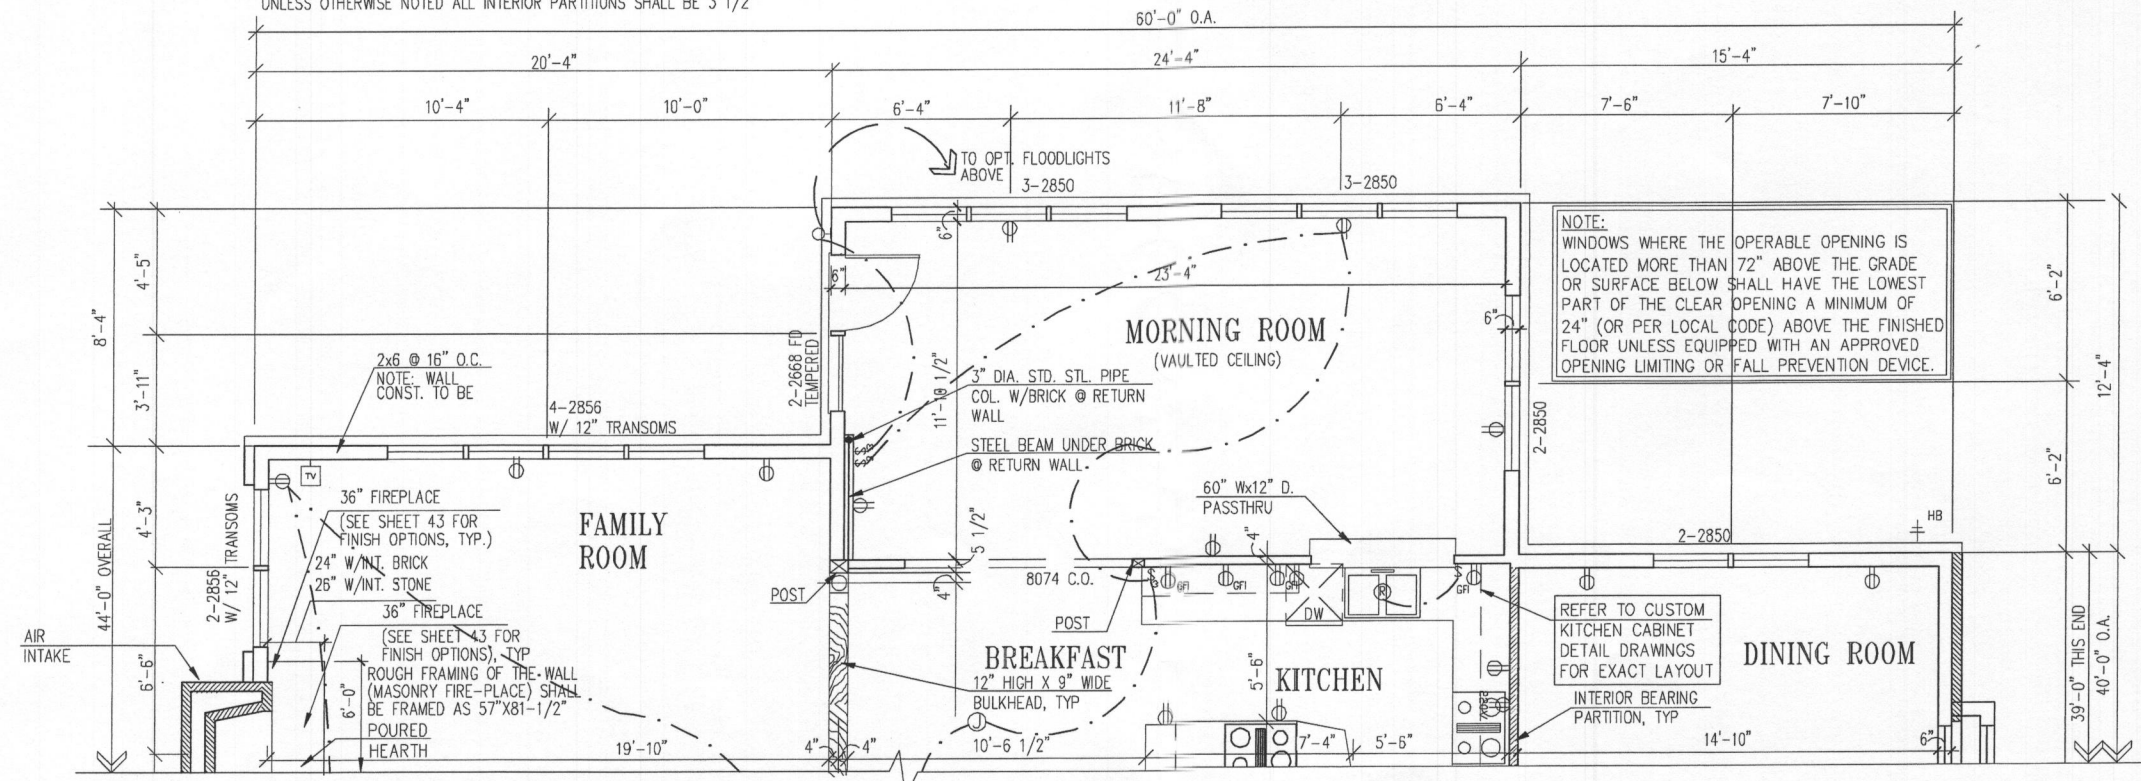 UNLESS OTHERWISE NOTED ALL INTERIOR PARTITIONS SHALL BE 3 1/2"
60'-0" O.A.
20'-4"
24'-4"
15'-4"
10'-4"
10'-0"
6'-4"
11'-8"
6'-4"
7'-6"
7'-10"
TO OPT. FLOODLIGHTS
ABOVE
3-2850
3-2850
NOTE:
WINDOWS WHERE THE OPERABLE OPENING IS
LOCATED MORE THAN 72" ABOVE THE GRADE
OR SURFACE BELOW SHALL HAVE THE LOWEST
PART OF THE CLEAR OPENING A MINIMUM OF
24" (OR PER LOCAL CODE) ABOVE THE FINISHED
FLOOR UNLESS EQUIPPED WITH AN APPROVED
OPENING LIMITING OR FALL PREVENTION DEVICE.
8'-4"
4'-5"
3'-11"
6"
6"
23'-4"
6"
6'-2"
12'-4"
6'-2"
MORNING ROOM
(VAULTED CEILING)
2-2668 FD
TEMPERED
11'-10 1/2"
2x6 @ 16" O.C.
NOTE: WALL
CONST. TO BE
4-2856
W/ 12" TRANSOMS
3" DIA. STD. STL. PIPE
COL. W/BRICK @ RETURN
WALL
STEEL BEAM UNDER BRICK
@ RETURN WALL
2-2850
TV
36" FIREPLACE
(SEE SHEET 43 FOR
FINISH OPTIONS, TYP.)
24" W/INT. BRICK
26" W/INT. STONE
FAMILY
ROOM
60" Wx12" D.
PASSTHRU
HB
2-2850
44'-0" OVERALL
4'-3"
2-2856
W/ 12" TRANSOMS
5 1/2"
4"
4"
8074 C.O.
GFI
GFI
GFI
GFI
DW
R
POST
POST
36" FIREPLACE
(SEE SHEET 43 FOR
FINISH OPTIONS), TYP
ROUGH FRAMING OF THE WALL
(MASONRY FIRE-PLACE) SHALL
BE FRAMED AS 57"X81-1/2"
AIR
INTAKE
6'-6"
6'-0"
POURED
HEARTH
BREAKFAST
12" HIGH X 9" WIDE
BULKHEAD, TYP
J
5'-6"
KITCHEN
REFER TO CUSTOM
KITCHEN CABINET
DETAIL DRAWINGS
FOR EXACT LAYOUT
DINING ROOM
INTERIOR BEARING
PARTITION, TYP
39'-0" THIS END
40'-0" O.A.
19'-10"
4"
4"
10'-6 1/2"
7'-4"
5'-6"
14'-10"
6"